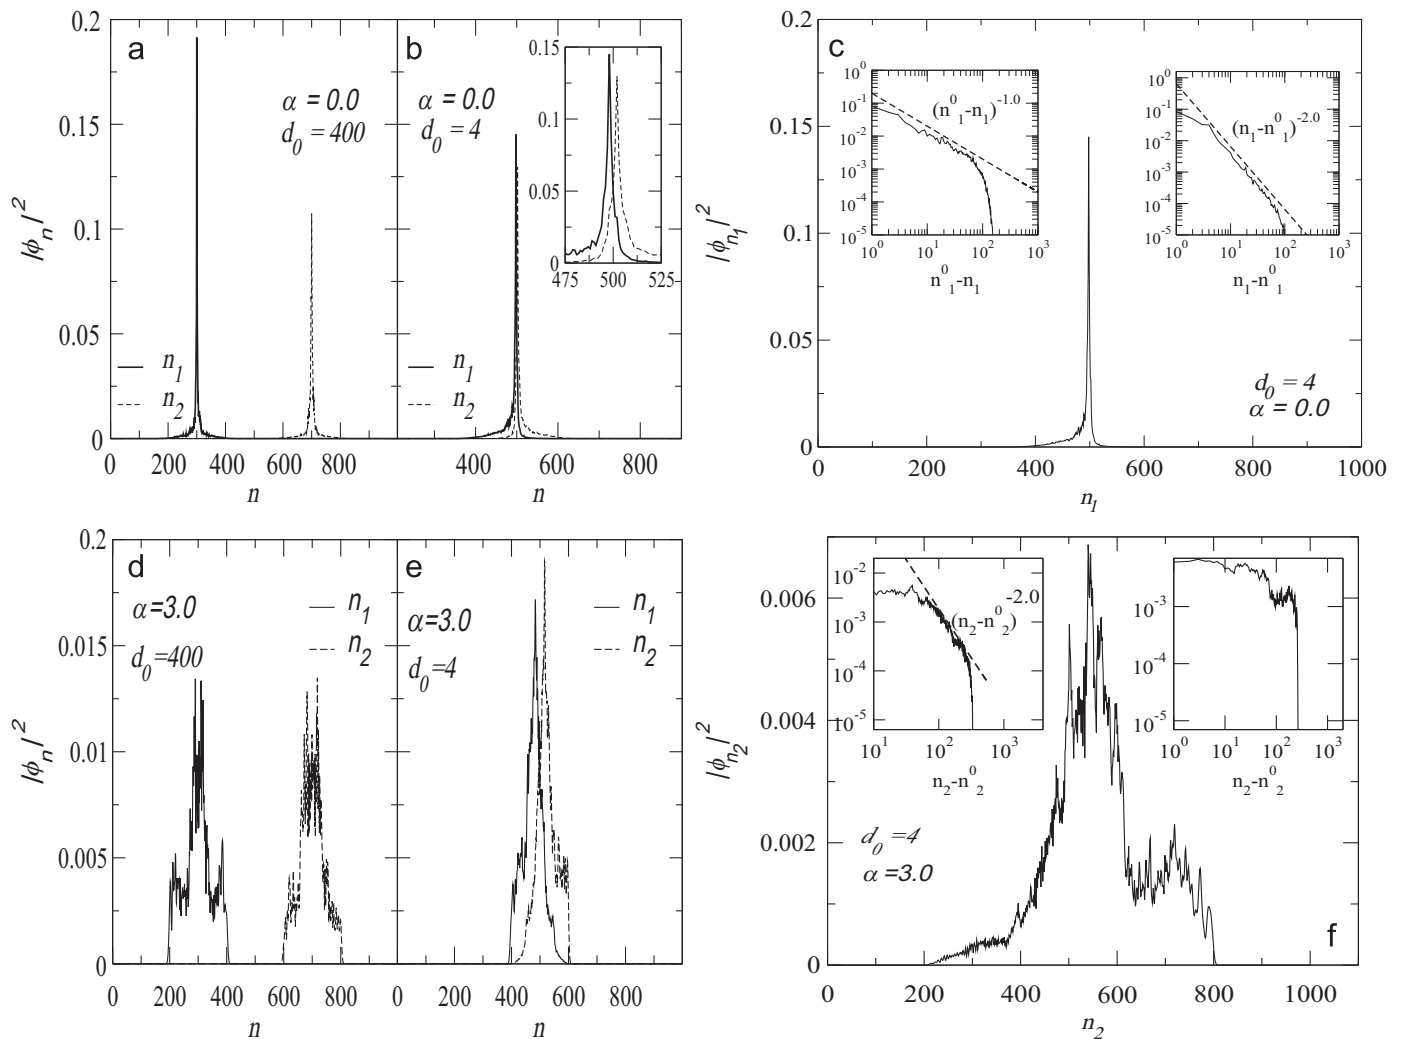 a
0.2
0.15
0.1
0.05
0
|ϕn|²
α = 0.0
d0 = 400
n1
n2
0 200 400 600 800
n
b
α = 0.0
d0 = 4
0.15
0.1
0.05
0
475 500 525
n1
n2
400 600 800
n
c
0.2
0.15
0.1
0.05
0
|ϕn1|²
10^0
10^-1
10^-2
10^-3
10^-4
10^-5
(n^0_1-n1)^-1.0
10^0 10^1 10^2 10^3
n^0_1-n1
10^0
10^-1
10^-2
10^-3
10^-4
10^-5
(n1-n^0_1)^-2.0
10^0 10^1 10^2 10^3
n1-n^0_1
d0 = 4
α = 0.0
0 200 400 600 800 1000
n1
d
0.2
0.015
0.01
0.005
0
|ϕn|²
α=3.0
d0=400
n1
n2
0 200 400 600 800
n
e
α=3.0
d0=4
n1
n2
0 200 400 600 800
n
0.006
0.004
0.002
0
|ϕn2|²
10^-2
10^-3
10^-4
10^-5
(n2-n^0_2)^-2.0
10^1 10^2 10^3
n2-n^0_2
10^-3
10^-4
10^-5
10^0 10^1 10^2 10^3
n2-n^0_2
d0 =4
α =3.0
f
0 200 400 600 800 1000
n2